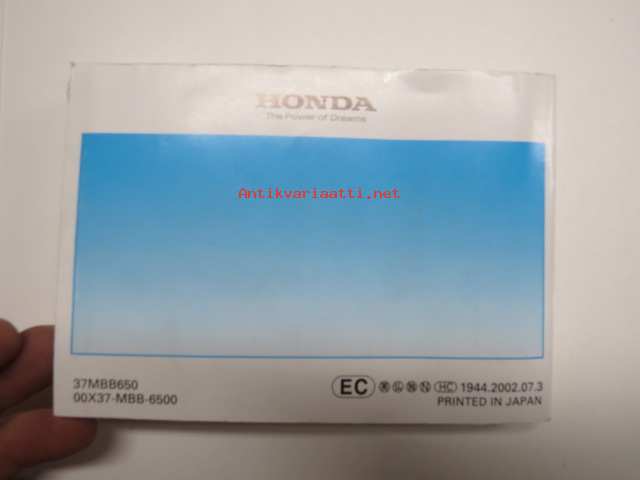 HONDA
The Power of Dreams
Antikvariaatti.net
37MBB650
00X37-MBB-6500
EC HC 1944.2002.07.3
PRINTED IN JAPAN